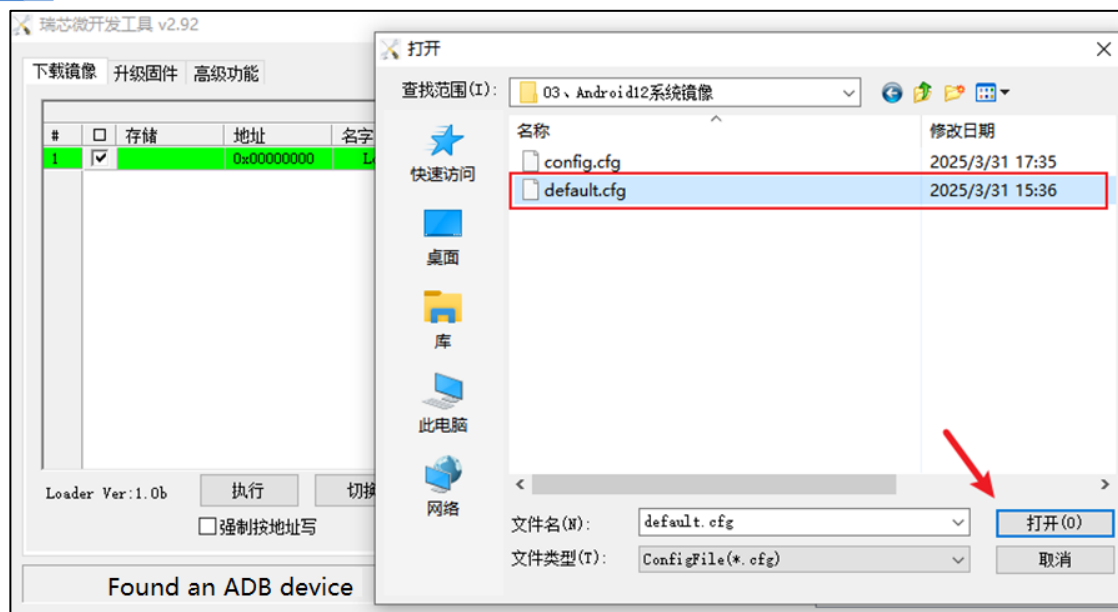 瑞芯微开发工具 v2.92
下载镜像 升级固件 高级功能
# 存储 地址 名字
1 0x00000000
Loader Ver:1.0b 执行
强制按地址写
Found an ADB device
打开
查找范围(I): 03、Android12系统镜像
名称 修改日期
config.cfg 2025/3/31 17:35
default.cfg 2025/3/31 15:36
快速访问
桌面
库
此电脑
网络
文件名(N): default.cfg 打开(O)
文件类型(T): ConfigFile(*.cfg) 取消